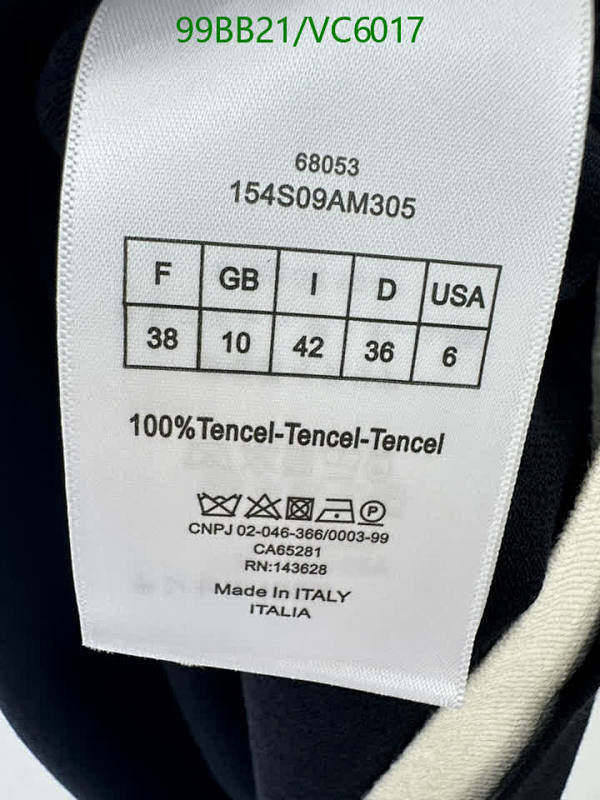 99BB21/VC6017
68053
154S09AM305
F GB I D USA
38 10 42 36 6
100%Tencel-Tencel-Tencel
P
CNPJ 02-046-366/0003-99
CA65281
RN:143628
Made In ITALY
ITALIA